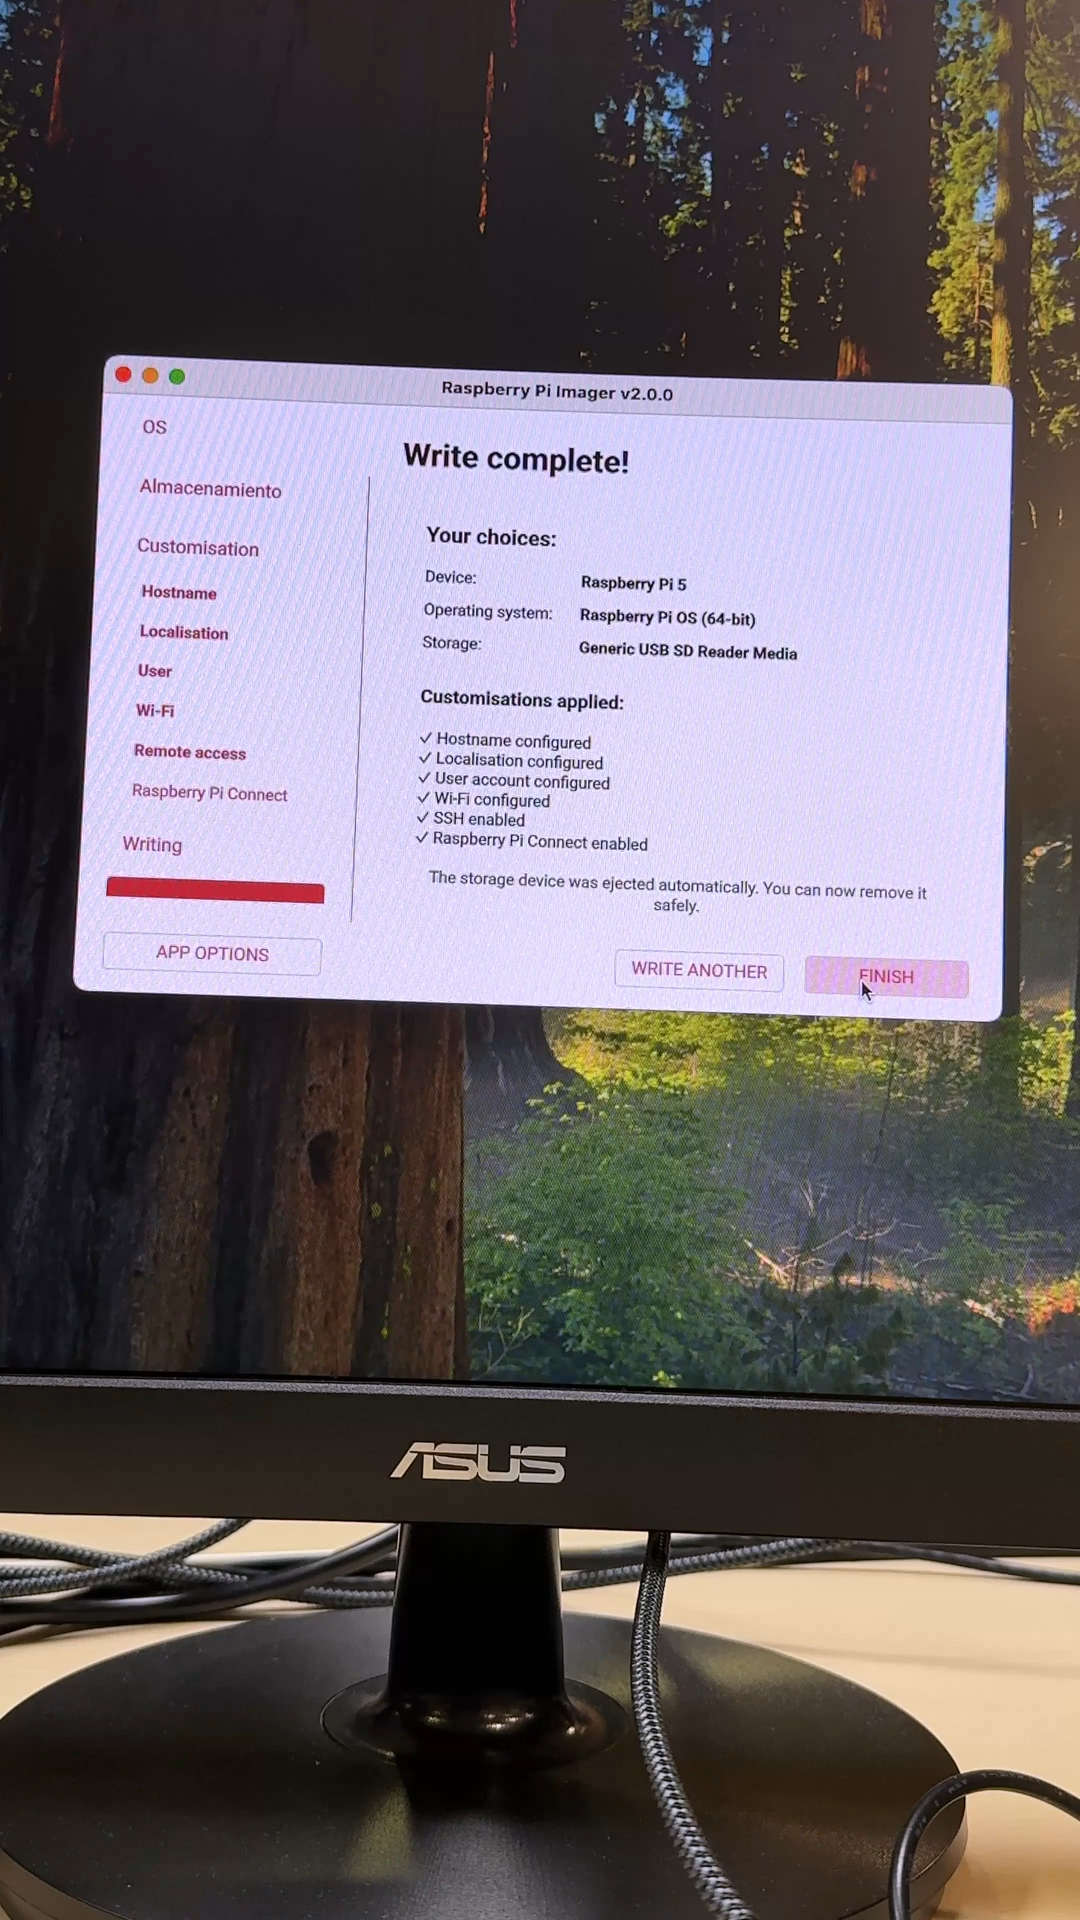 Raspberry Pi Imager v2.0.0
OS
Almacenamiento
Customisation
Hostname
Localisation
User
Wi-Fi
Remote access
Raspberry Pi Connect
Writing
APP OPTIONS
Write complete!
Your choices:
Device: Raspberry Pi 5
Operating system: Raspberry Pi OS (64-bit)
Storage: Generic USB SD Reader Media
Customisations applied:
✓ Hostname configured
✓ Localisation configured
✓ User account configured
✓ Wi-Fi configured
✓ SSH enabled
✓ Raspberry Pi Connect enabled
The storage device was ejected automatically. You can now remove it
safely.
WRITE ANOTHER
FINISH
ASUS